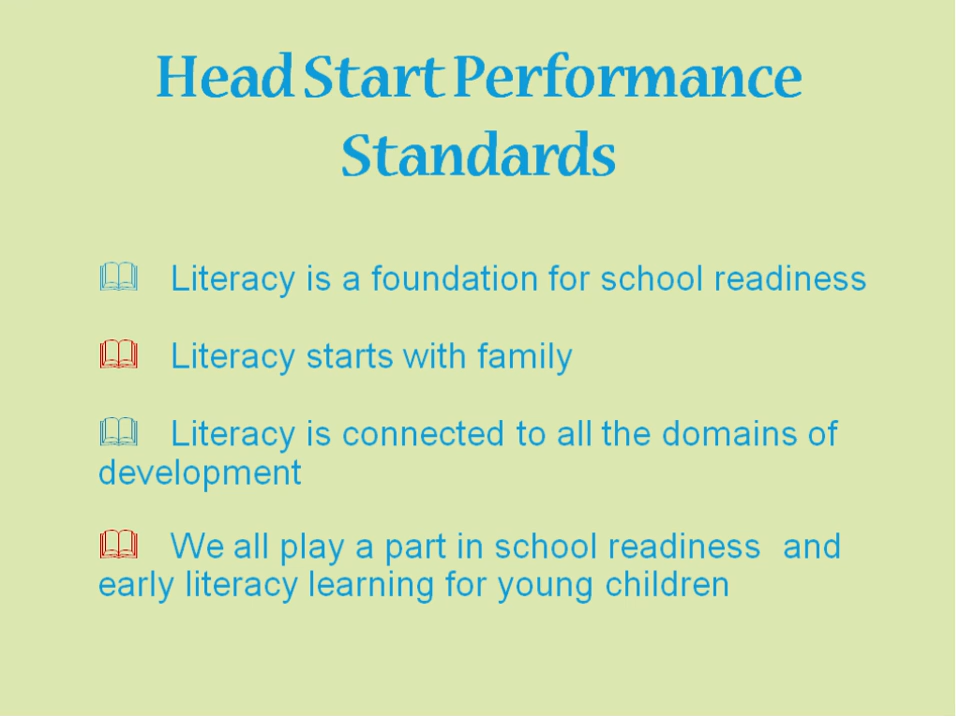 Head Start Performance
Standards
Literacy is a foundation for school readiness
Literacy starts with family
Literacy is connected to all the domains of
development
We all play a part in school readiness and
early literacy learning for young children